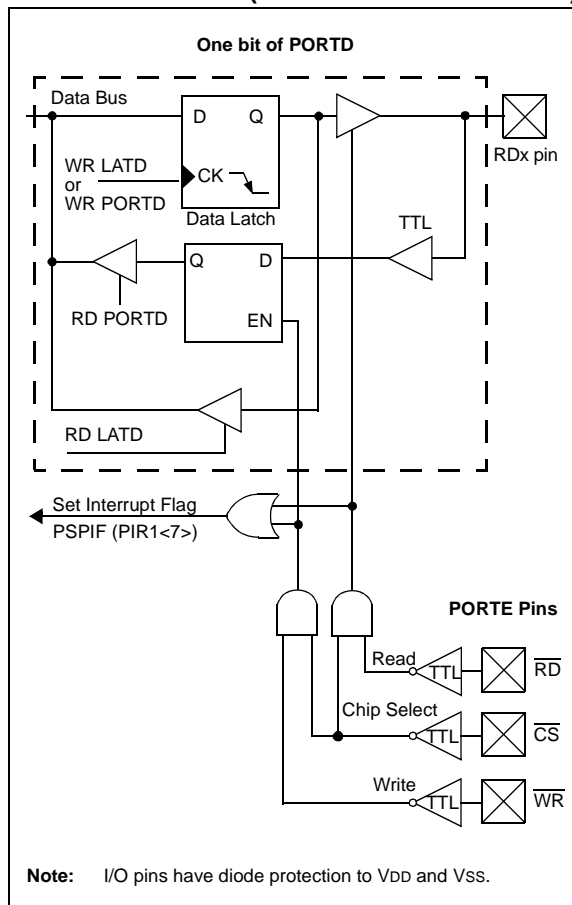 One bit of PORTD
Data Bus
D Q
WR LATD
or
WR PORTD
CK
Data Latch
RDx pin
TTL
Q D
EN
RD PORTD
RD LATD
Set Interrupt Flag
PSPIF (PIR1<7>)
PORTE Pins
Read
TTL
RD
Chip Select
TTL
CS
Write
TTL
WR
Note: I/O pins have diode protection to VDD and VSS.